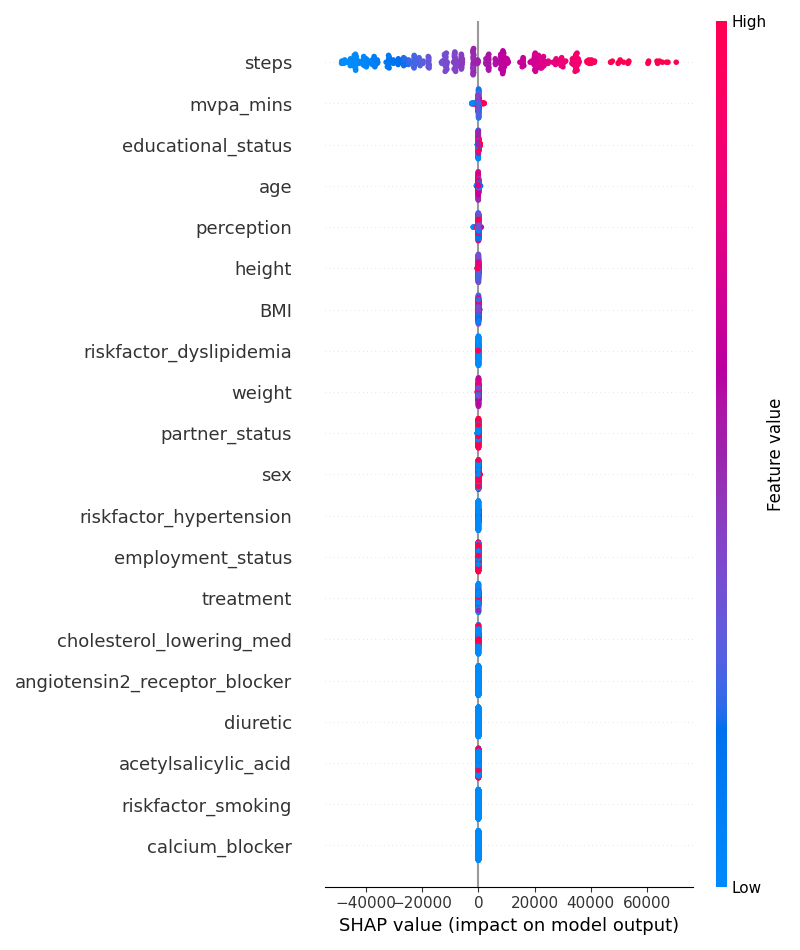 High
steps
mvpa_mins
educational_status
age
perception
height
BMI
riskfactor_dyslipidemia
weight
partner_status
sex
riskfactor_hypertension
employment_status
treatment
cholesterol_lowering_med
angiotensin2_receptor_blocker
diuretic
acetylsalicylic_acid
riskfactor_smoking
calcium_blocker
Feature value
Low
−40000 −20000 0 20000 40000 60000
SHAP value (impact on model output)